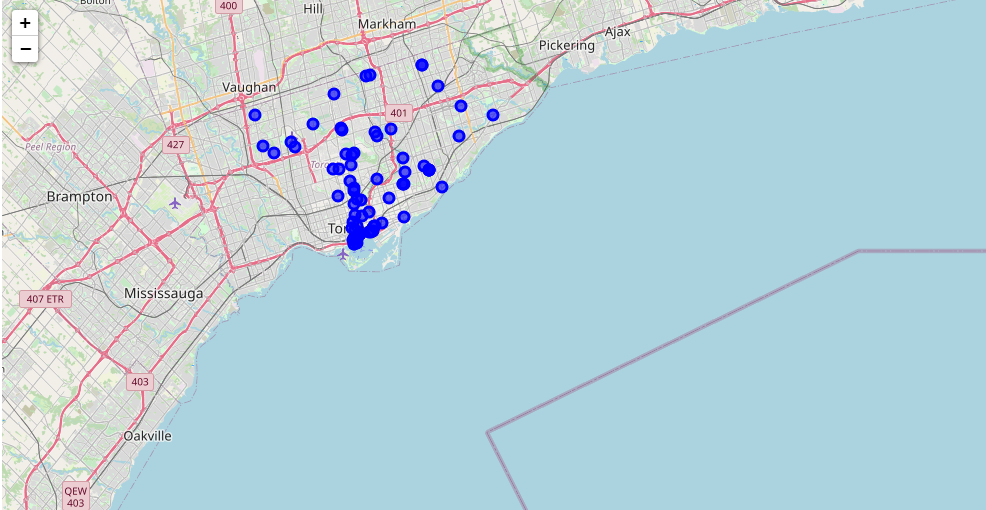 Bolton
400
Hill
Markham
+
−
Ajax
Pickering
Vaughan
401
427
Peel Region
Brampton
407 ETR
Mississauga
403
Oakville
QEW
403